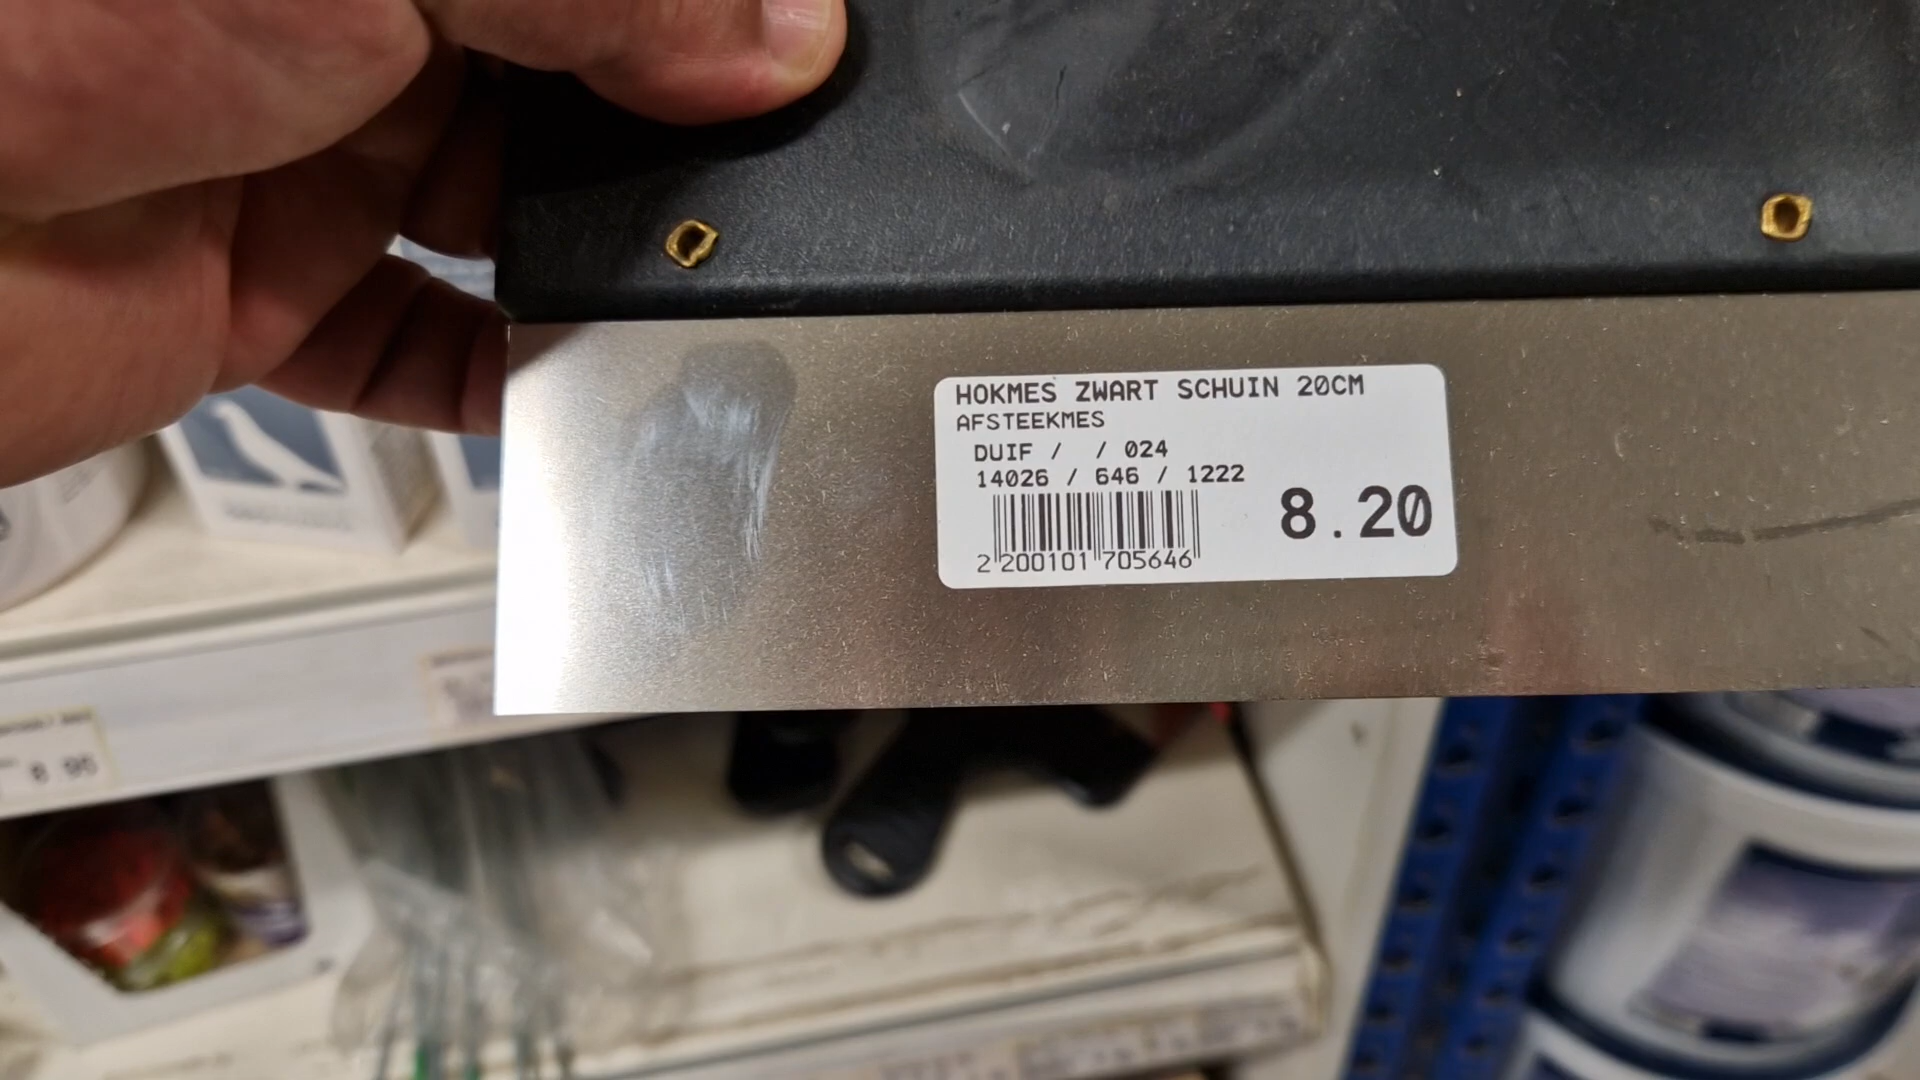 HOKMES ZWART SCHUIN 20CM
AFSTEEKMES
DUIF / / 024
14026 / 646 / 1222
8.20
2 200101 705646